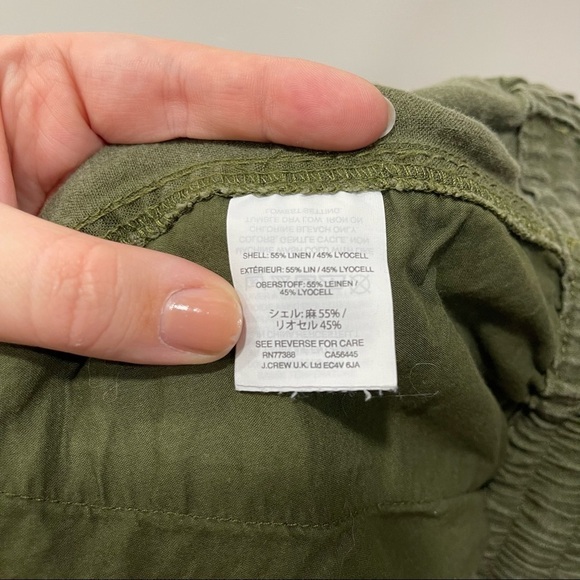 SHELL: 55% LINEN / 45% LYOCELL
EXTÉRIEUR: 55% LIN / 45% LYOCELL
OBERSTOFF: 55% LEINEN /
45% LYOCELL
シェル: 麻 55% /
リオセル 45%
SEE REVERSE FOR CARE
RN77388 CA56445
J.CREW U.K. Ltd EC4V 6JA